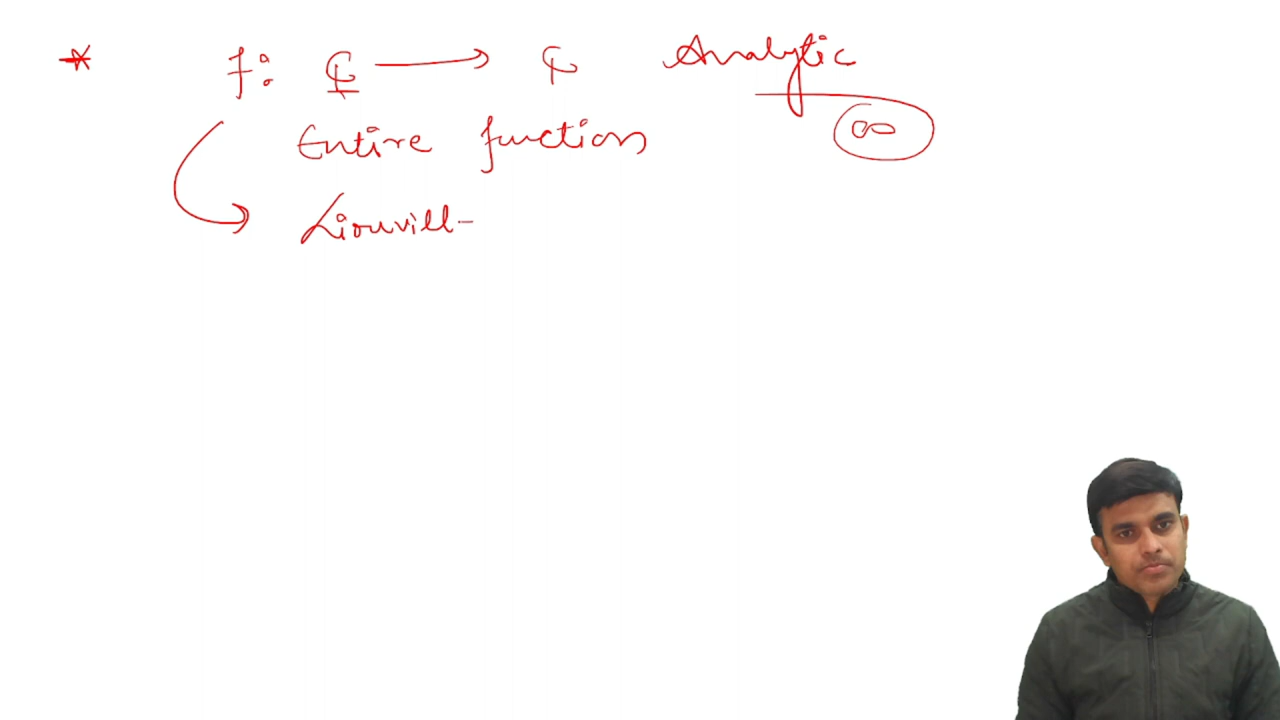 * f: ℂ → ℂ Analytic
∞
Entire function
Liouvill-